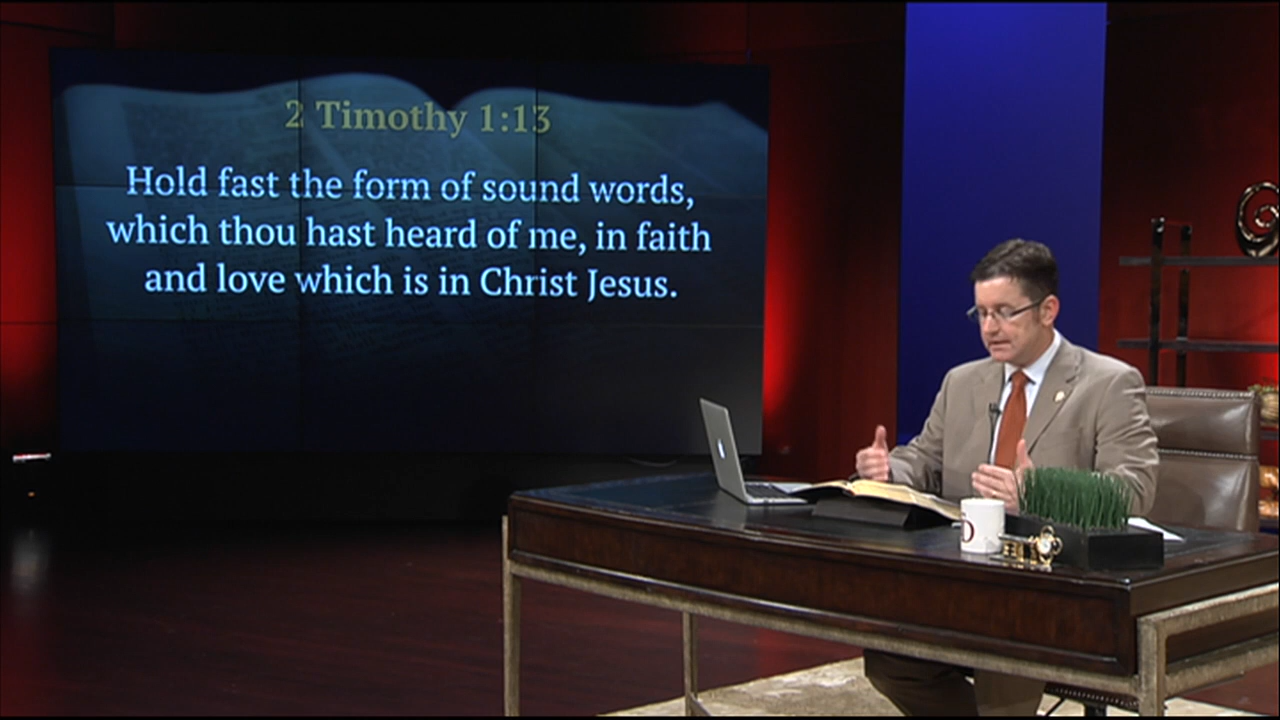 2 Timothy 1:13
Hold fast the form of sound words,
which thou hast heard of me, in faith
and love which is in Christ Jesus.